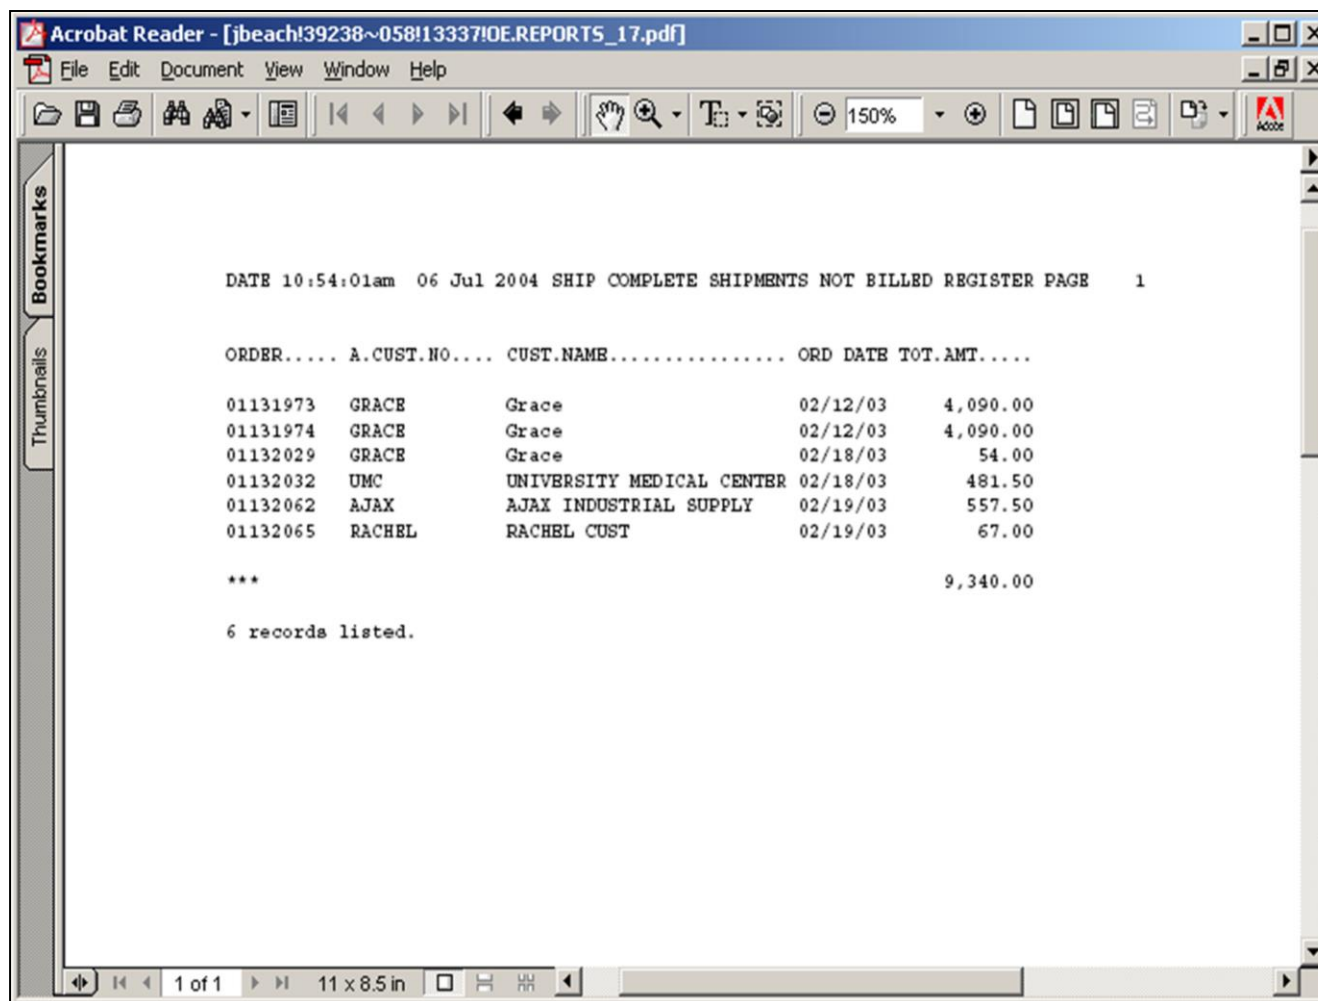 Acrobat Reader - [jbeach!39238~058!13337!OE.REPORTS_17.pdf]
File Edit Document View Window Help
150%
Adobe
Bookmarks
Thumbnails
DATE 10:54:01am 06 Jul 2004 SHIP COMPLETE SHIPMENTS NOT BILLED REGISTER PAGE 1
ORDER..... A.CUST.NO.... CUST.NAME................ ORD DATE TOT.AMT.....
01131973 GRACE Grace 02/12/03 4,090.00
01131974 GRACE Grace 02/12/03 4,090.00
01132029 GRACE Grace 02/18/03 54.00
01132032 UMC UNIVERSITY MEDICAL CENTER 02/18/03 481.50
01132062 AJAX AJAX INDUSTRIAL SUPPLY 02/19/03 557.50
01132065 RACHEL RACHEL CUST 02/19/03 67.00
*** 9,340.00
6 records listed.
1 of 1 11 x 8.5 in